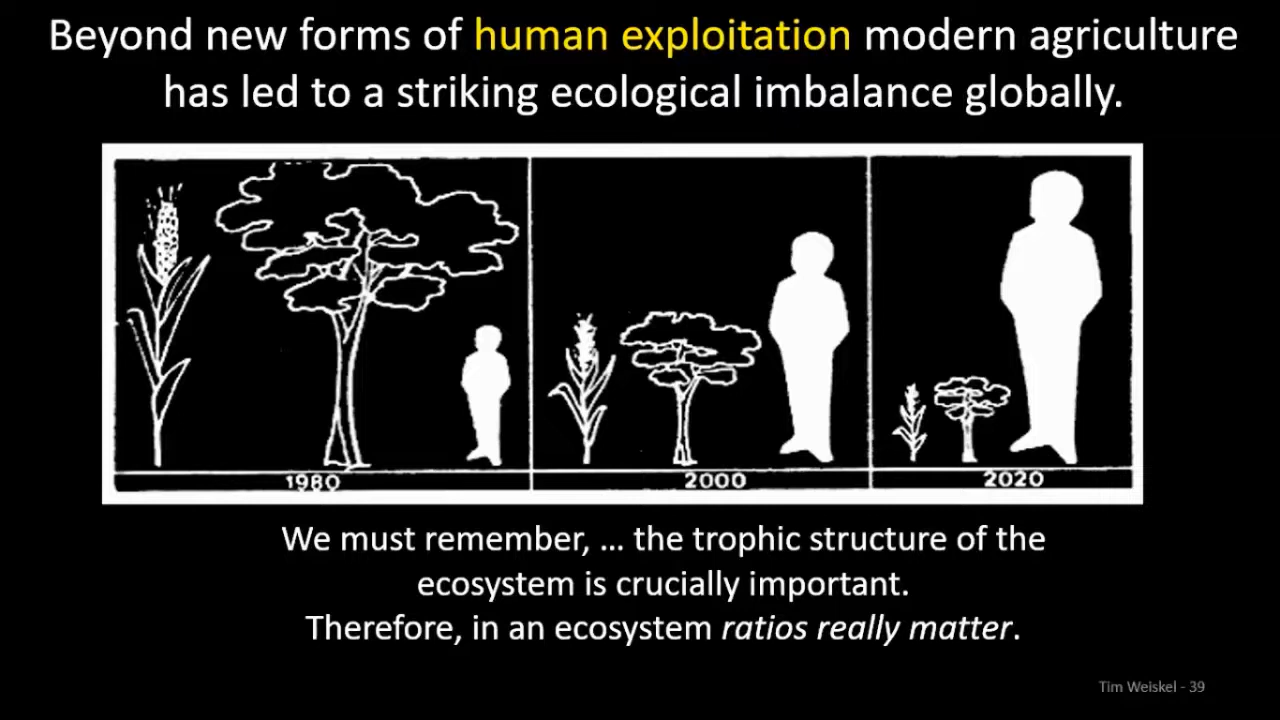 Beyond new forms of human exploitation modern agriculture
has led to a striking ecological imbalance globally.
1980
2000
2020
We must remember, ... the trophic structure of the
ecosystem is crucially important.
Therefore, in an ecosystem ratios really matter.
Tim Weiskel - 39